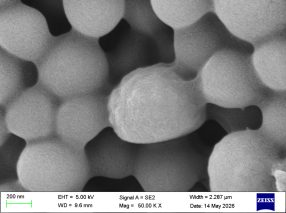 200 nm
EHT = 5.00 kV
Signal A = SE2
Width = 2.287 µm
ZEISS
WD = 9.6 mm
Mag = 50.00 K X
Date: 14 May 2025